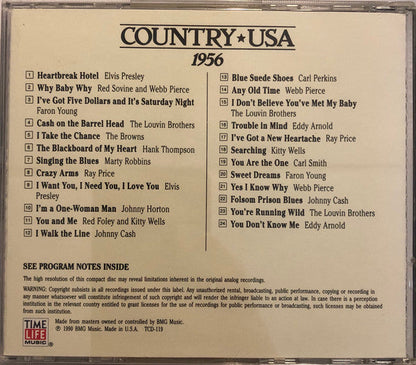 COUNTRY★USA
1956
1 Heartbreak Hotel Elvis Presley
2 Why Baby Why Red Sovine and Webb Pierce
3 I've Got Five Dollars and It's Saturday Night
Faron Young
4 Cash on the Barrel Head The Louvin Brothers
5 I Take the Chance The Browns
6 The Blackboard of My Heart Hank Thompson
7 Singing the Blues Marty Robbins
8 Crazy Arms Ray Price
9 I Want You, I Need You, I Love You Elvis
Presley
10 I'm a One-Woman Man Johnny Horton
11 You and Me Red Foley and Kitty Wells
12 I Walk the Line Johnny Cash
13 Blue Suede Shoes Carl Perkins
14 Any Old Time Webb Pierce
15 I Don't Believe You've Met My Baby
The Louvin Brothers
16 Trouble in Mind Eddy Arnold
17 I've Got a New Heartache Ray Price
18 Searching Kitty Wells
19 You Are the One Carl Smith
20 Sweet Dreams Faron Young
21 Yes I Know Why Webb Pierce
22 Folsom Prison Blues Johnny Cash
23 You're Running Wild The Louvin Brothers
24 You Don't Know Me Eddy Arnold
SEE PROGRAM NOTES INSIDE
The high resolution of this compact disc may reveal limitations inherent in the original analog recordings.
WARNING: Copyright subsists in all recordings issued under this label. Any unauthorized rental, broadcasting, public performance, copying or recording in
any manner whatsoever will constitute infringement of such copyright and will render the infringer liable to an action at law. In case there is a perception
institution in the relevant country entitled to grant licenses for the use of recordings for public performance or broadcasting, such licenses may be obtained
from such institution.
TIME
LIFE
MUSIC
Made from masters owned or controlled by BMG Music.
℗ 1990 BMG Music. Made in U.S.A. TCD-119